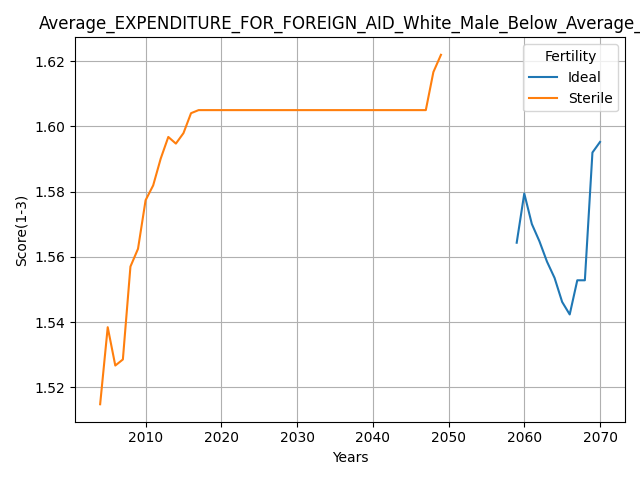 Average_EXPENDITURE_FOR_FOREIGN_AID_White_Male_Below_Average_
Fertility
Ideal
Sterile
Score(1-3)
1.62
1.60
1.58
1.56
1.54
1.52
2010 2020 2030 2040 2050 2060 2070
Years